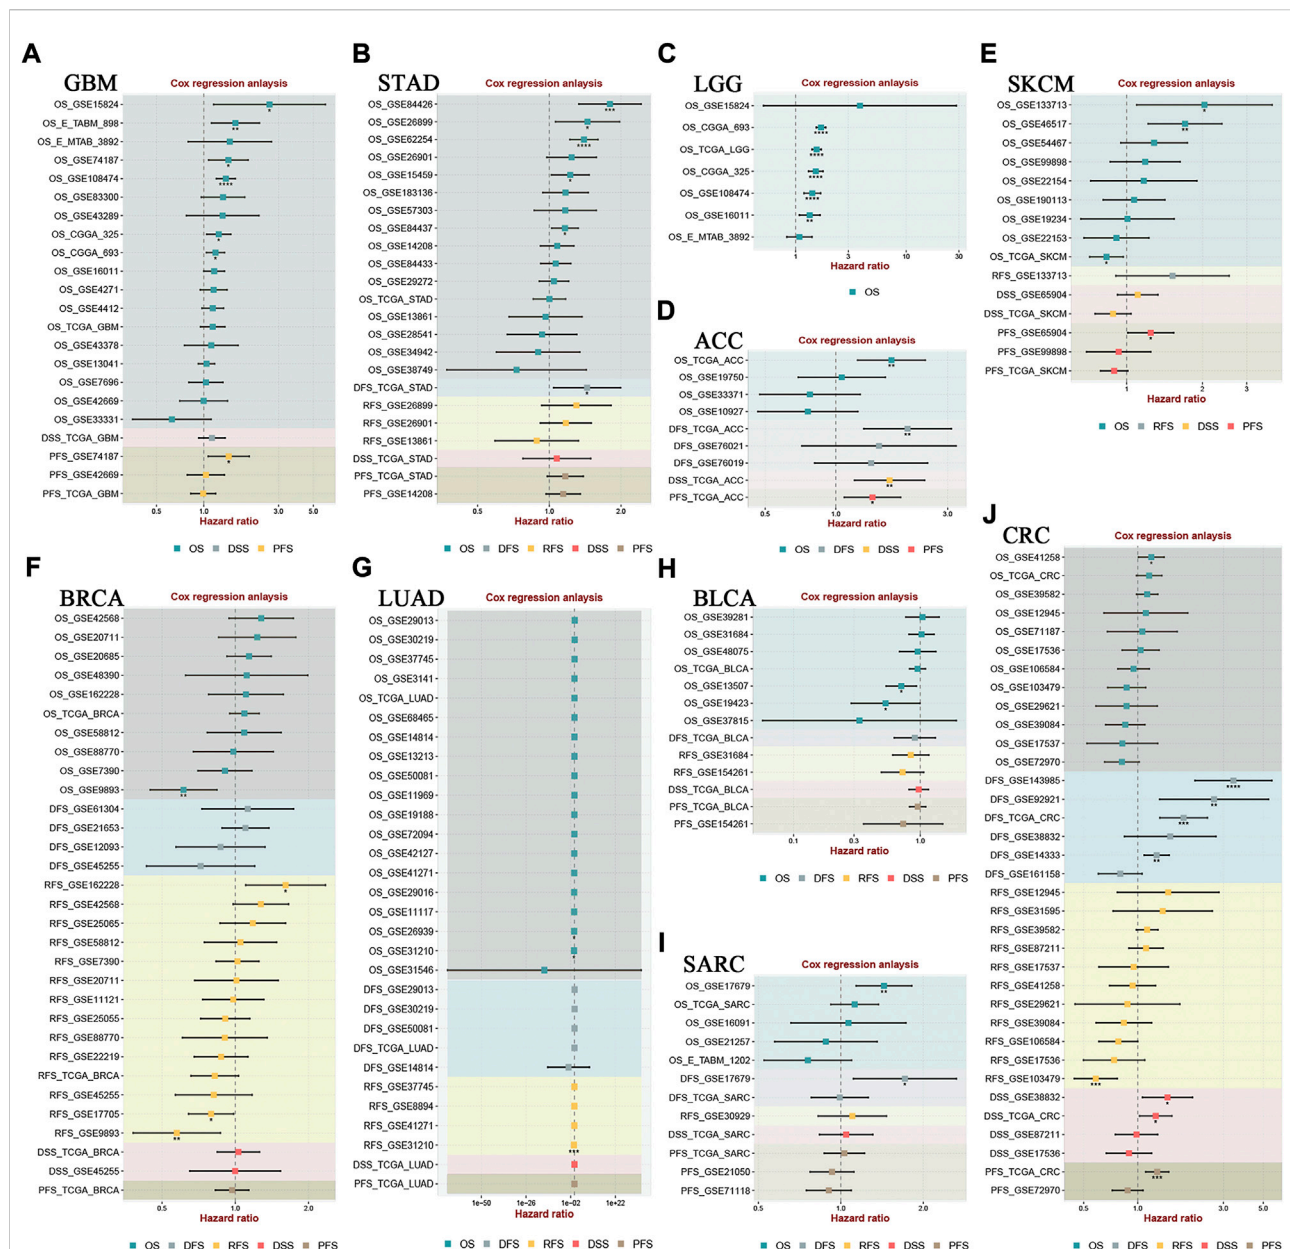 A
GBM
Cox regression anlaysis
OS_GSE15824
OS_E_TABM_898
OS_E_MTAB_3892
OS_GSE74187
OS_GSE108474
OS_GSE83300
OS_GSE43289
OS_CGGA_325
OS_CGGA_693
OS_GSE16011
OS_GSE4271
OS_GSE4412
OS_TCGA_GBM
OS_GSE43378
OS_GSE13041
OS_GSE7696
OS_GSE42669
OS_GSE33331
DSS_TCGA_GBM
PFS_GSE74187
PFS_GSE42669
PFS_TCGA_GBM
0.5 1.0 3.0 5.0
Hazard ratio
OS DSS PFS
B
STAD
Cox regression anlaysis
OS_GSE84426
OS_GSE26899
OS_GSE62254
OS_GSE26901
OS_GSE15459
OS_GSE183136
OS_GSE57303
OS_GSE84437
OS_GSE14208
OS_GSE84433
OS_GSE29272
OS_TCGA_STAD
OS_GSE13861
OS_GSE28541
OS_GSE34942
OS_GSE38749
DFS_TCGA_STAD
RFS_GSE26899
RFS_GSE26901
RFS_GSE13861
DSS_TCGA_STAD
PFS_TCGA_STAD
PFS_GSE14208
0.5 1.0 2.0
Hazard ratio
OS DFS RFS DSS PFS
C
LGG
Cox regression anlaysis
OS_GSE15824
OS_CGGA_693
OS_TCGA_LGG
OS_CGGA_325
OS_GSE108474
OS_GSE16011
OS_E_MTAB_3892
1 3 10 30
Hazard ratio
OS
D
ACC
Cox regression anlaysis
OS_TCGA_ACC
OS_GSE19750
OS_GSE33371
OS_GSE10927
DFS_TCGA_ACC
DFS_GSE76021
DFS_GSE76019
DSS_TCGA_ACC
PFS_TCGA_ACC
0.5 1.0 3.0
Hazard ratio
OS DFS DSS PFS
E
SKCM
Cox regression anlaysis
OS_GSE133713
OS_GSE46517
OS_GSE54467
OS_GSE99898
OS_GSE22154
OS_GSE190113
OS_GSE19234
OS_GSE22153
OS_TCGA_SKCM
RFS_GSE133713
DSS_GSE65904
DSS_TCGA_SKCM
PFS_GSE65904
PFS_GSE99898
PFS_TCGA_SKCM
1 2 3
Hazard ratio
OS RFS DSS PFS
F
BRCA
Cox regression anlaysis
OS_GSE42568
OS_GSE20711
OS_GSE20685
OS_GSE48390
OS_GSE162228
OS_TCGA_BRCA
OS_GSE58812
OS_GSE88770
OS_GSE7390
OS_GSE9893
DFS_GSE61304
DFS_GSE21653
DFS_GSE12093
DFS_GSE45255
RFS_GSE162228
RFS_GSE42568
RFS_GSE25065
RFS_GSE58812
RFS_GSE7390
RFS_GSE20711
RFS_GSE11121
RFS_GSE25055
RFS_GSE88770
RFS_GSE22219
RFS_TCGA_BRCA
RFS_GSE45255
RFS_GSE17705
RFS_GSE9893
DSS_TCGA_BRCA
DSS_GSE45255
PFS_TCGA_BRCA
0.5 1.0 2.0
Hazard ratio
OS DFS RFS DSS PFS
G
LUAD
Cox regression anlaysis
OS_GSE29013
OS_GSE30219
OS_GSE37745
OS_GSE3141
OS_TCGA_LUAD
OS_GSE68465
OS_GSE14814
OS_GSE13213
OS_GSE50081
OS_GSE11969
OS_GSE19188
OS_GSE72094
OS_GSE42127
OS_GSE41271
OS_GSE29016
OS_GSE11117
OS_GSE26939
OS_GSE31210
OS_GSE31546
DFS_GSE29013
DFS_GSE30219
DFS_GSE50081
DFS_TCGA_LUAD
DFS_GSE14814
RFS_GSE37745
RFS_GSE8894
RFS_GSE41271
RFS_GSE31210
DSS_TCGA_LUAD
PFS_TCGA_LUAD
1e-50 1e-26 1e-02 1e+22
Hazard ratio
OS DFS RFS DSS PFS
H
BLCA
Cox regression anlaysis
OS_GSE39281
OS_GSE31684
OS_GSE48075
OS_TCGA_BLCA
OS_GSE13507
OS_GSE19423
OS_GSE37815
DFS_TCGA_BLCA
RFS_GSE31684
RFS_GSE154261
DSS_TCGA_BLCA
PFS_TCGA_BLCA
PFS_GSE154261
0.1 1.0
Hazard ratio
OS DFS RFS DSS PFS
I
SARC
Cox regression anlaysis
OS_GSE17679
OS_TCGA_SARC
OS_GSE16091
OS_GSE21257
OS_E_TABM_1202
DFS_GSE17679
DFS_TCGA_SARC
RFS_GSE30929
DSS_TCGA_SARC
PFS_TCGA_SARC
PFS_GSE21050
PFS_GSE71118
0.5 1.0
Hazard ratio
OS DFS RFS DSS PFS
J
CRC
Cox regression anlaysis
OS_GSE41258
OS_TCGA_CRC
OS_GSE39582
OS_GSE12945
OS_GSE71187
OS_GSE17536
OS_GSE106584
OS_GSE103479
OS_GSE29621
OS_GSE39084
OS_GSE17537
OS_GSE72970
DFS_GSE143985
DFS_GSE92921
DFS_TCGA_CRC
DFS_GSE38832
DFS_GSE14333
DFS_GSE161158
RFS_GSE12945
RFS_GSE31595
RFS_GSE39582
RFS_GSE87211
RFS_GSE17537
RFS_GSE41258
RFS_GSE29621
RFS_GSE39084
RFS_GSE106584
RFS_GSE17536
RFS_GSE103479
DSS_GSE38832
DSS_TCGA_CRC
DSS_GSE87211
DSS_GSE17536
PFS_TCGA_CRC
PFS_GSE72970
0.5 1.0 3.0 5.0
Hazard ratio
OS DFS RFS DSS PFS